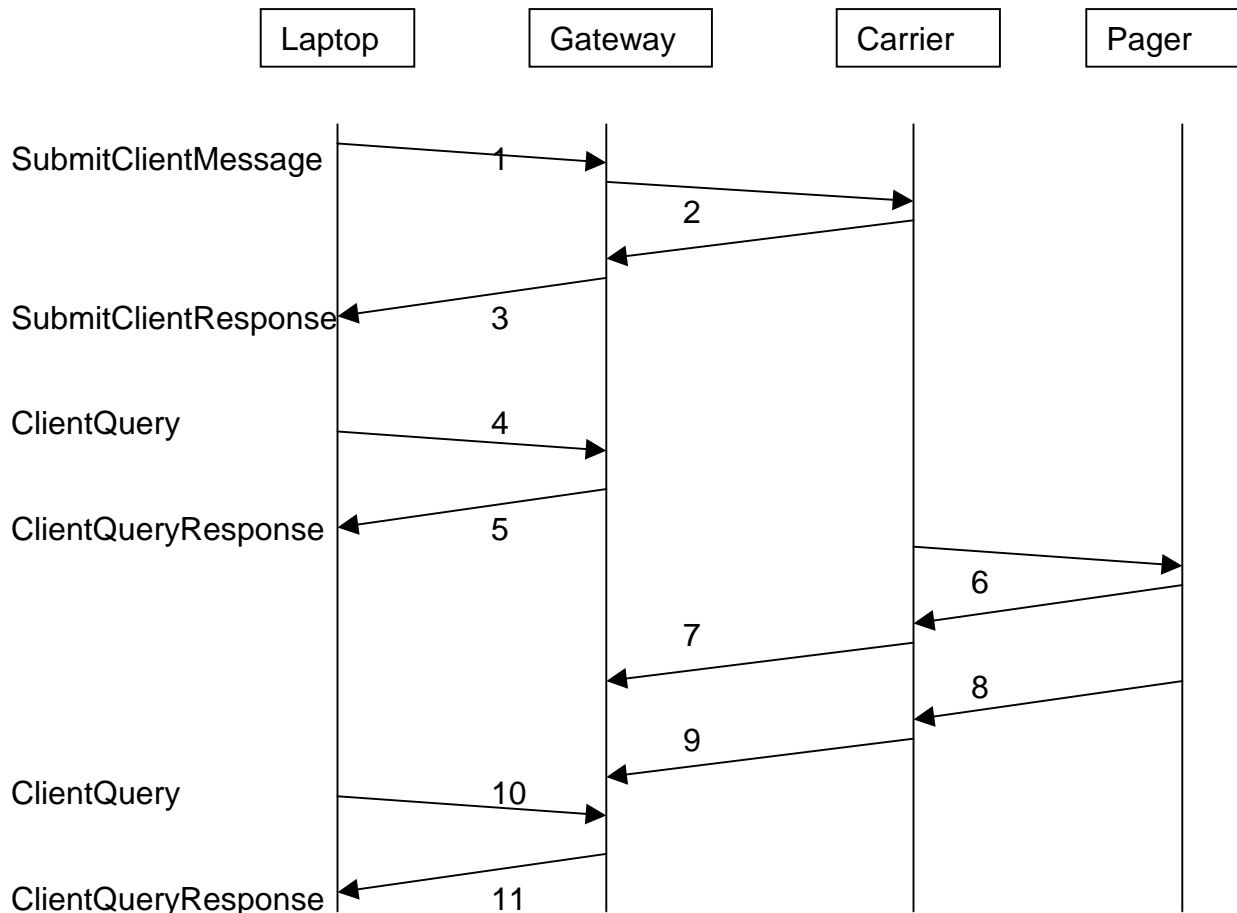 Laptop Gateway Carrier Pager
SubmitClientMessage 1
2
SubmitClientResponse 3
ClientQuery 4
ClientQueryResponse 5
6
7
8
9
ClientQuery 10
ClientQueryResponse 11